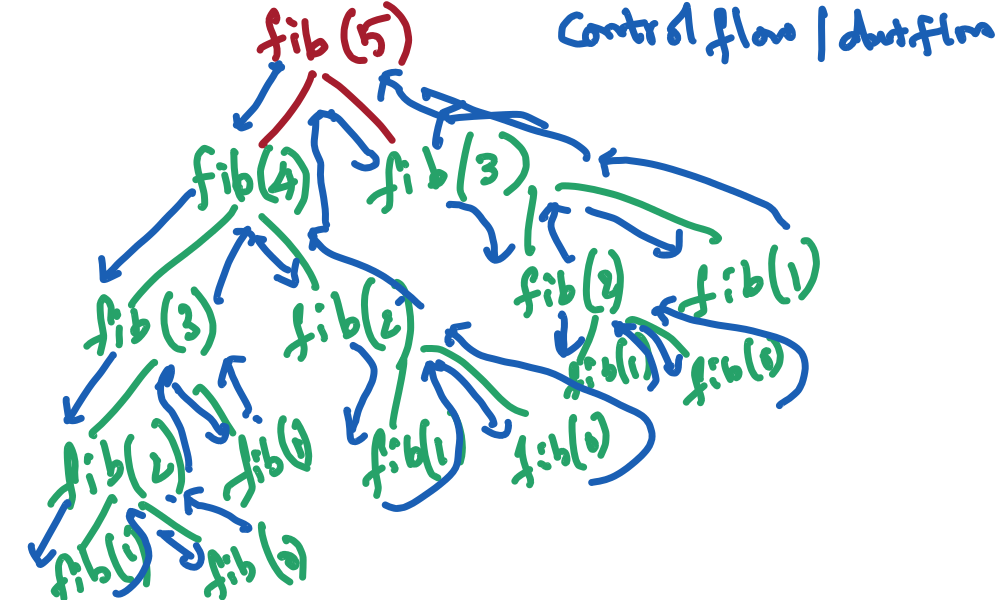 fib(5)
control flow / dataflow
fib(4) fib(3)
fib(3) fib(2) fib(2) fib(1)
fib(1) fib(0)
fib(2) fib(1) fib(1) fib(0)
fib(1) fib(0)